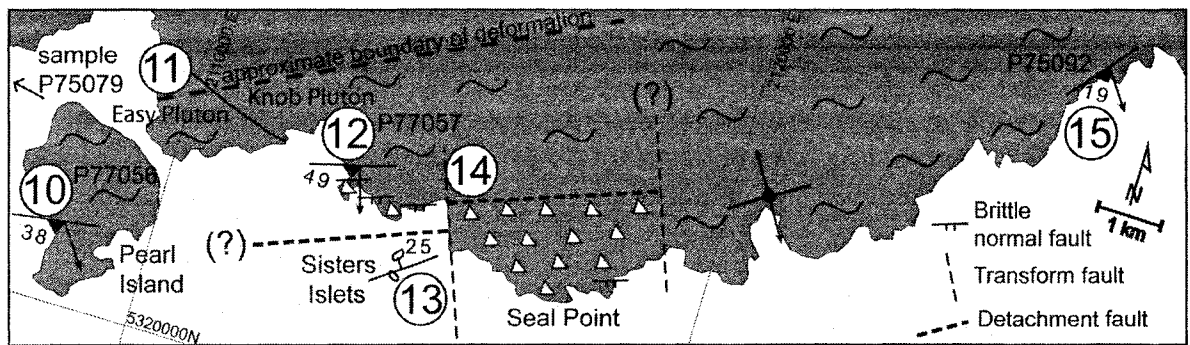 sample
P75079
11
approximate boundary of deformation
Easy Pluton
Knob Pluton
(?)
P75092
19
15
12
P77057
49
14
10
P77056
38
Pearl
Island
(?)
Sisters
Islets
25
13
Seal Point
5320000N
N
1 km
Brittle
normal fault
Transform fault
Detachment fault